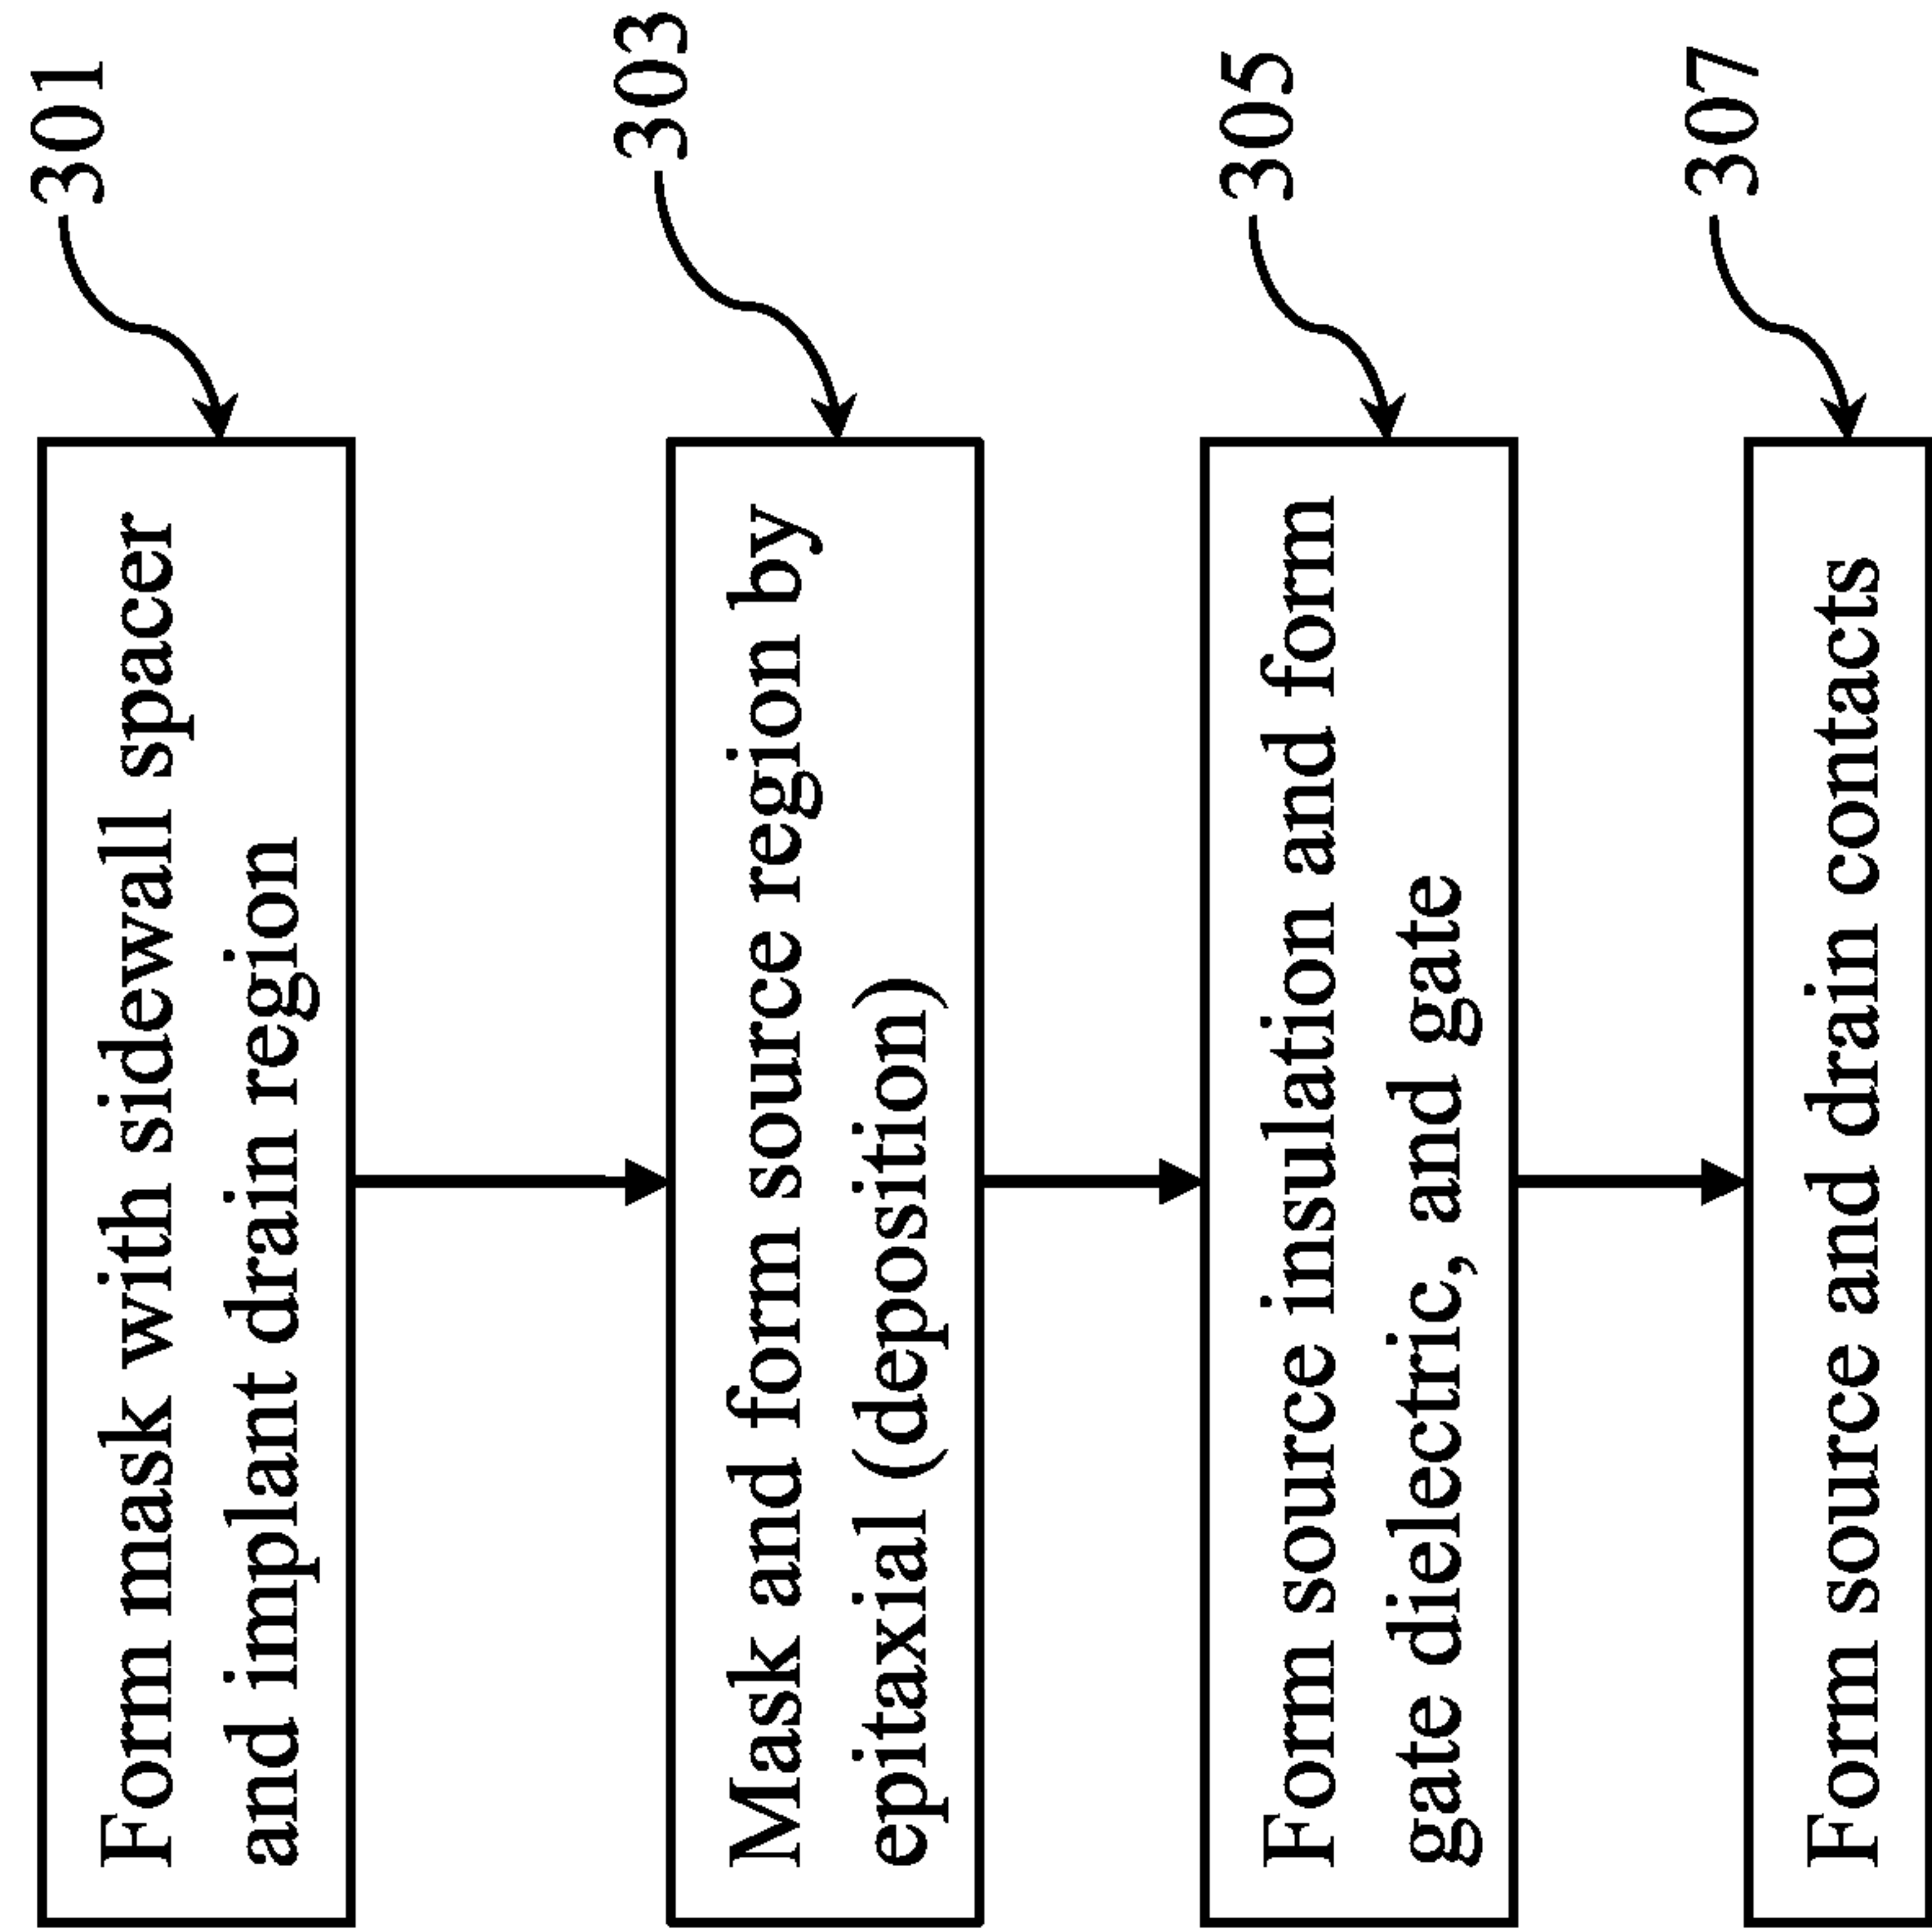 Form mask with sidewall spacer
and implant drain region
301
Mask and form source region by
epitaxial (deposition)
303
Form source insulation and form
gate dielectric, and gate
305
Form source and drain contacts
307